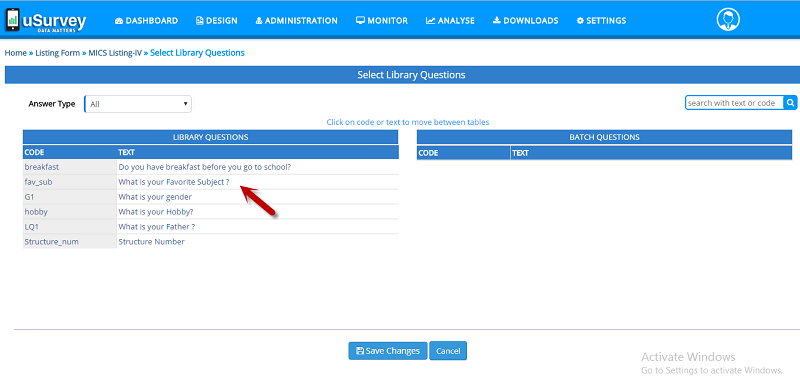 uSurvey
DATA MATTERS
DASHBOARD DESIGN ADMINISTRATION MONITOR ANALYSE DOWNLOADS SETTINGS
Home » Listing Form » MICS Listing-IV » Select Library Questions
Select Library Questions
Answer Type All search with text or code
Click on code or text to move between tables
LIBRARY QUESTIONS BATCH QUESTIONS
CODE TEXT CODE TEXT
breakfast Do you have breakfast before you go to school?
fav_sub What is your Favorite Subject ?
G1 What is your gender
hobby What is your Hobby?
LQ1 What is your Father ?
Structure_num Structure Number
Save Changes Cancel
Activate Windows
Go to Settings to activate Windows.